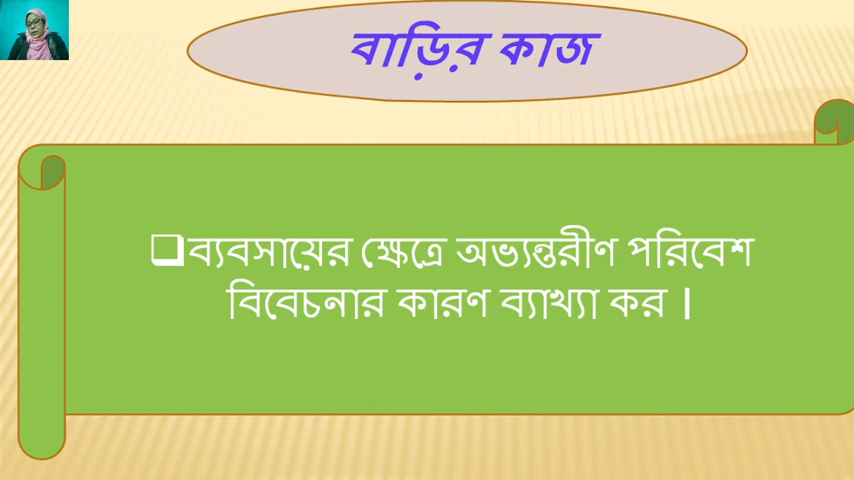 বাড়ির কাজ
❑ব্যবসায়ের ক্ষেত্রে অভ্যন্তরীণ পরিবেশ
বিবেচনার কারণ ব্যাখ্যা কর ।